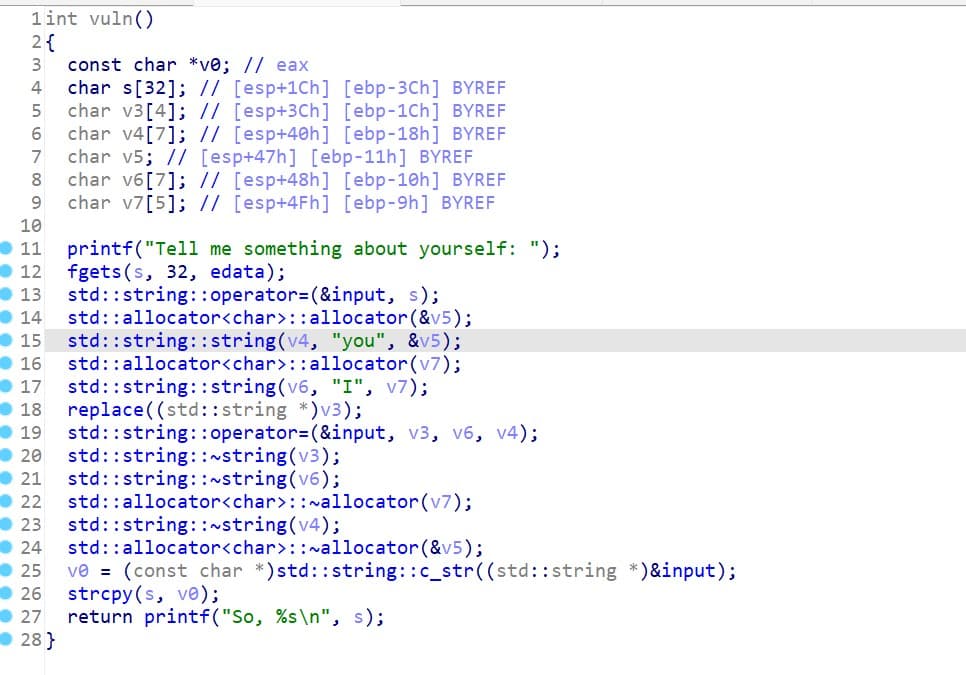 1 int vuln()
2 {
3   const char *v0; // eax
4   char s[32]; // [esp+1Ch] [ebp-3Ch] BYREF
5   char v3[4]; // [esp+3Ch] [ebp-1Ch] BYREF
6   char v4[7]; // [esp+40h] [ebp-18h] BYREF
7   char v5; // [esp+47h] [ebp-11h] BYREF
8   char v6[7]; // [esp+48h] [ebp-10h] BYREF
9   char v7[5]; // [esp+4Fh] [ebp-9h] BYREF
10
11   printf("Tell me something about yourself: ");
12   fgets(s, 32, edata);
13   std::string::operator=(&input, s);
14   std::allocator<char>::allocator(&v5);
15   std::string::string(v4, "you", &v5);
16   std::allocator<char>::allocator(v7);
17   std::string::string(v6, "I", v7);
18   replace((std::string *)v3);
19   std::string::operator=(&input, v3, v6, v4);
20   std::string::~string(v3);
21   std::string::~string(v6);
22   std::allocator<char>::~allocator(v7);
23   std::string::~string(v4);
24   std::allocator<char>::~allocator(&v5);
25   v0 = (const char *)std::string::c_str((std::string *)&input);
26   strcpy(s, v0);
27   return printf("So, %s\n", s);
28 }